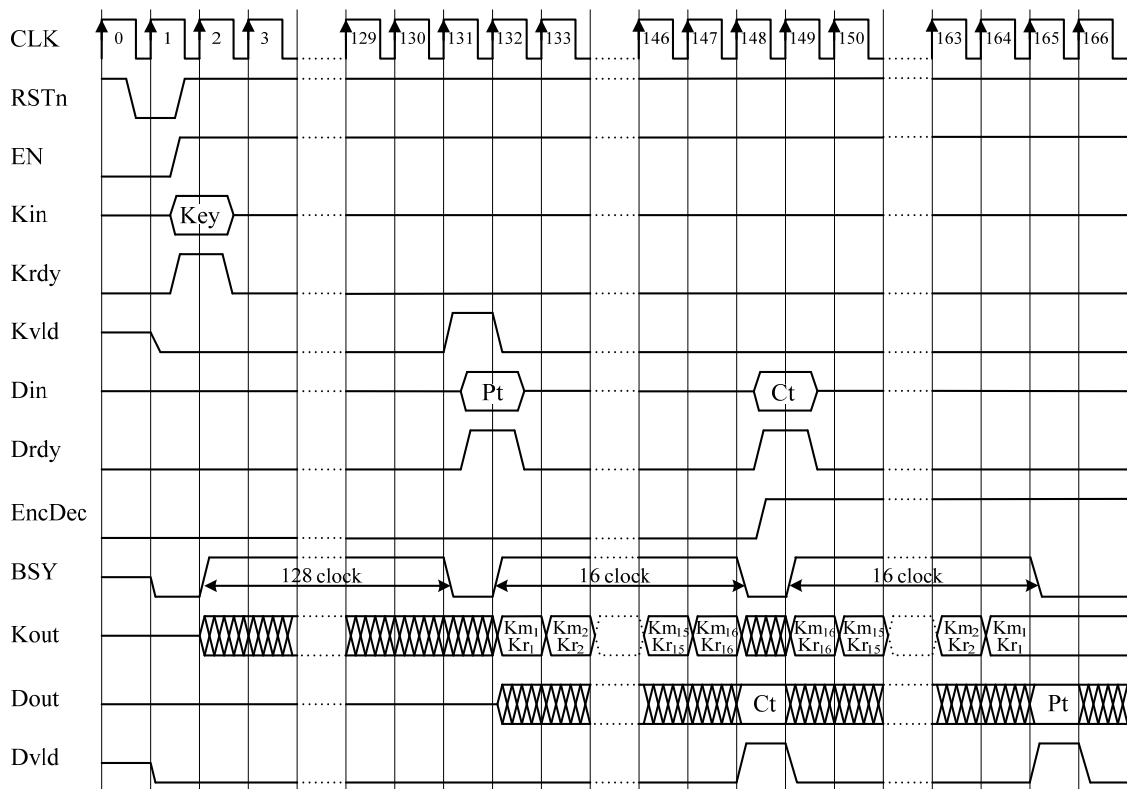 CLK 0 1 2 3 129 130 131 132 133 146 147 148 149 150 163 164 165 166
RSTn
EN
Kin Key
Krdy
Kvld
Din Pt Ct
Drdy
EncDec
BSY 128 clock 16 clock 16 clock
Kout Km₁ Km₂ Km₁₅ Km₁₆ Km₁₆ Km₁₅ Km₂ Km₁
Kr₁ Kr₂ Kr₁₅ Kr₁₆ Kr₁₆ Kr₁₅ Kr₂ Kr₁
Dout Ct Pt
Dvld